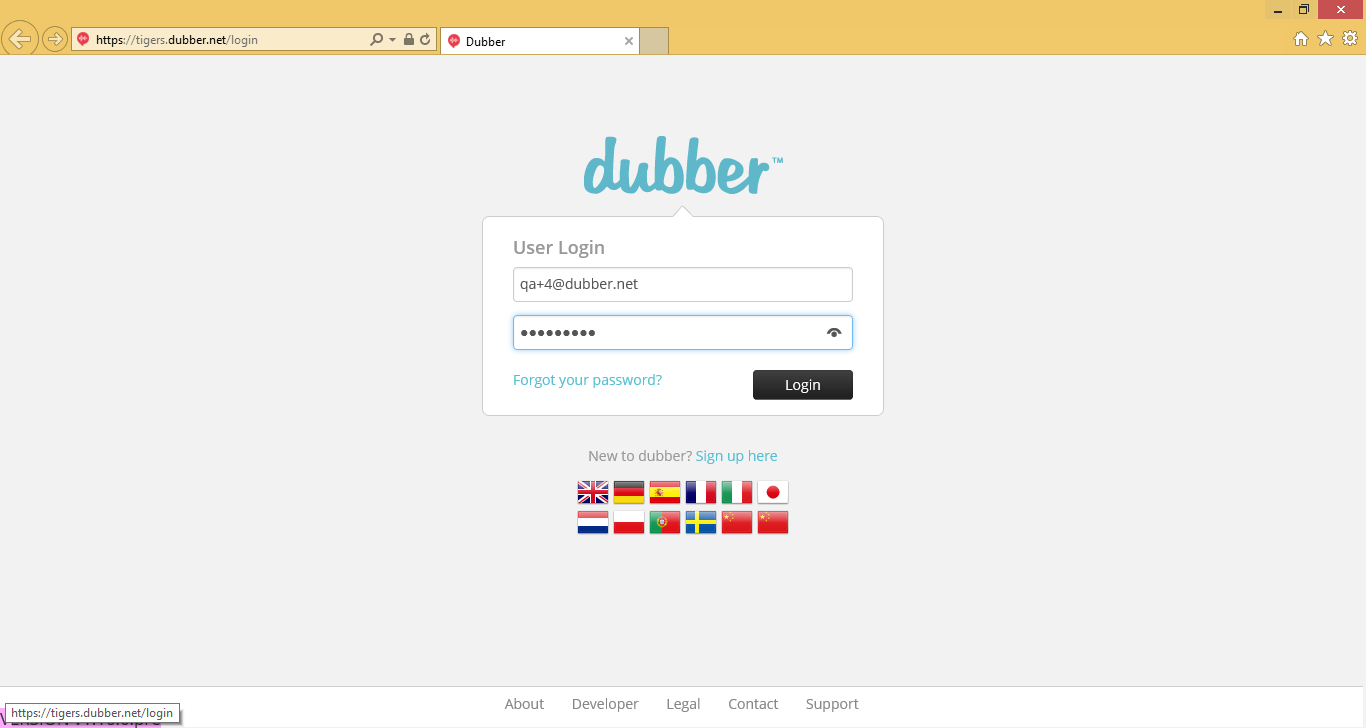 https://tigers.dubber.net/login
Dubber
dubber™
User Login
qa+4@dubber.net
•••••••••
Forgot your password?
Login
New to dubber? Sign up here
About Developer Legal Contact Support
https://tigers.dubber.net/login